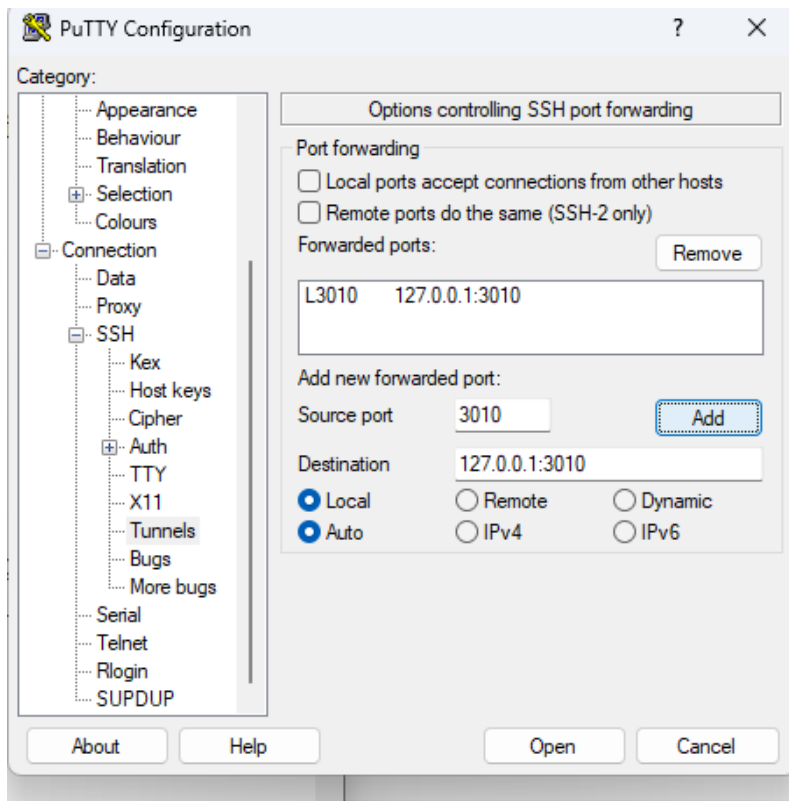 PuTTY Configuration
?
Category:
Appearance
Behaviour
Translation
Selection
Colours
Connection
Data
Proxy
SSH
Kex
Host keys
Cipher
Auth
TTY
X11
Tunnels
Bugs
More bugs
Serial
Telnet
Rlogin
SUPDUP
Options controlling SSH port forwarding
Port forwarding
Local ports accept connections from other hosts
Remote ports do the same (SSH-2 only)
Forwarded ports:
Remove
L3010 127.0.0.1:3010
Add new forwarded port:
Source port 3010 Add
Destination 127.0.0.1:3010
Local Remote Dynamic
Auto IPv4 IPv6
About Help Open Cancel